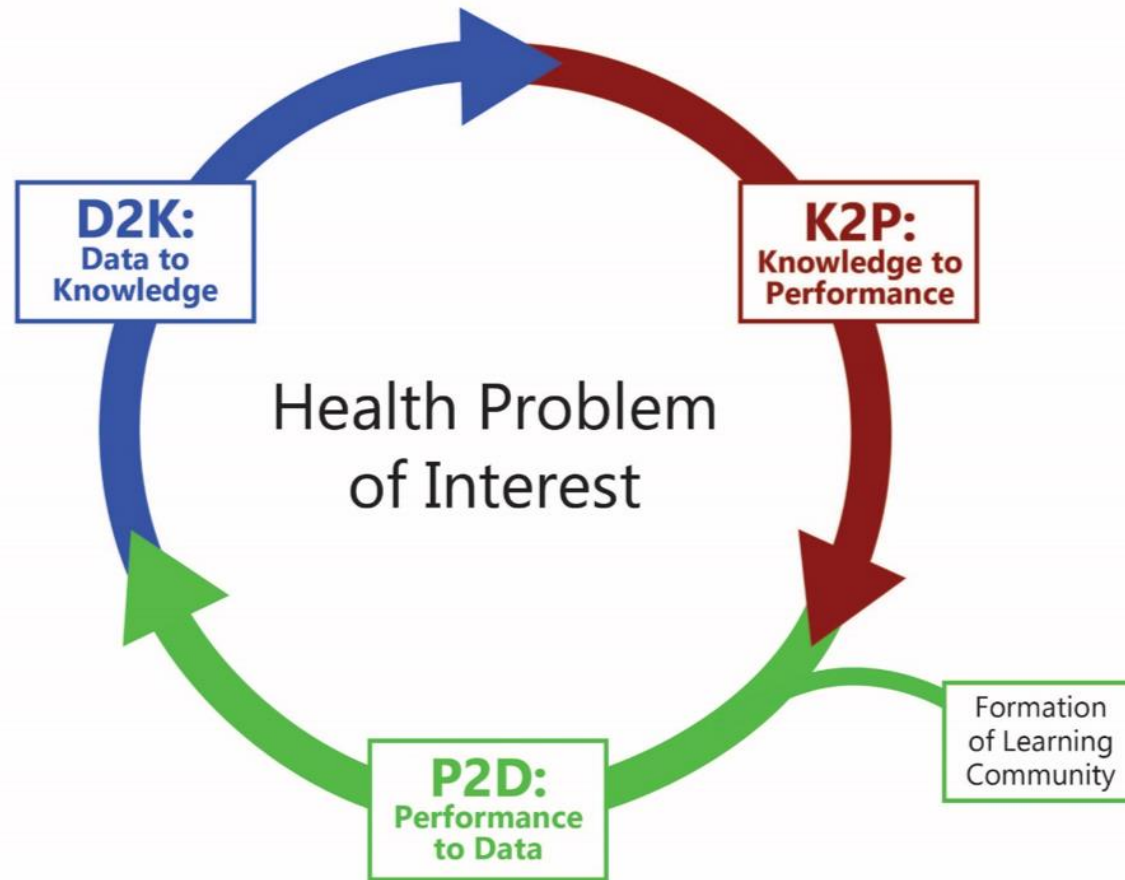 D2K:
Data to
Knowledge
K2P:
Knowledge to
Performance
Health Problem
of Interest
P2D:
Performance
to Data
Formation
of Learning
Community